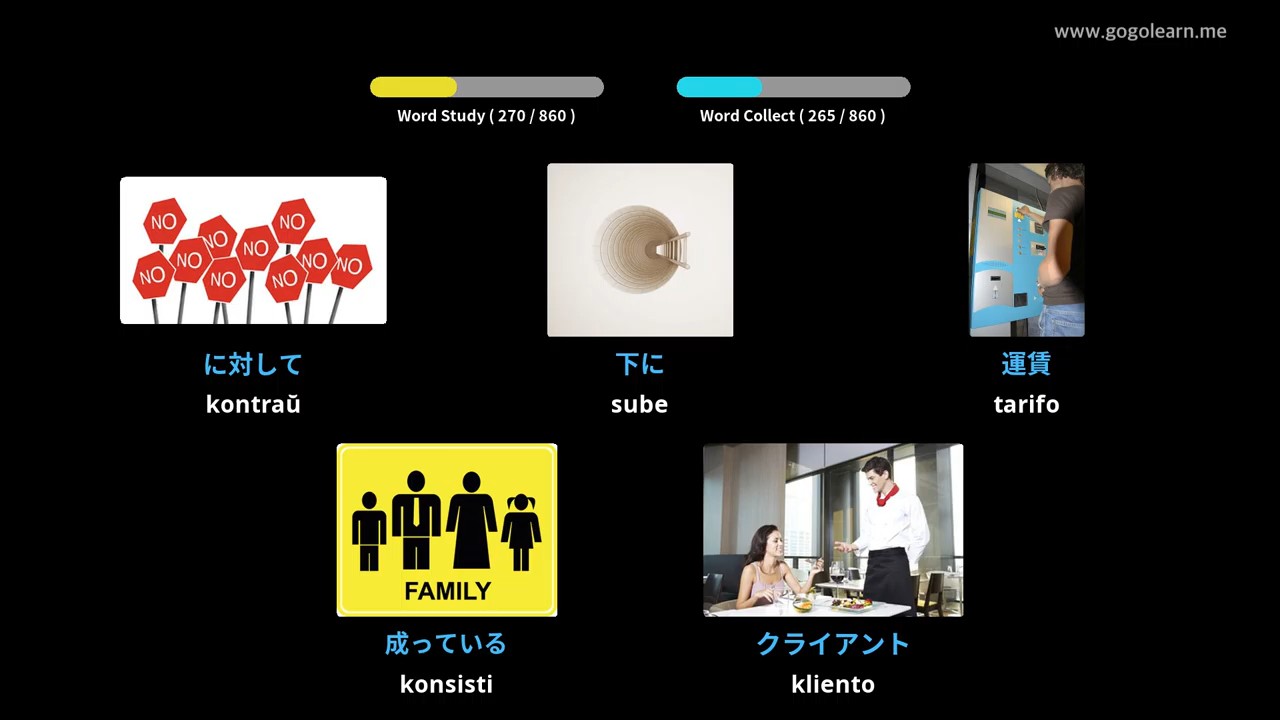 www.gogolearn.me
Word Study ( 270 / 860 )
Word Collect ( 265 / 860 )
NO
NO
NO
NO
NO
NO
NO
NO
NO
NO
に対して
kontraŭ
下に
sube
運賃
tarifo
FAMILY
成っている
konsisti
クライアント
kliento